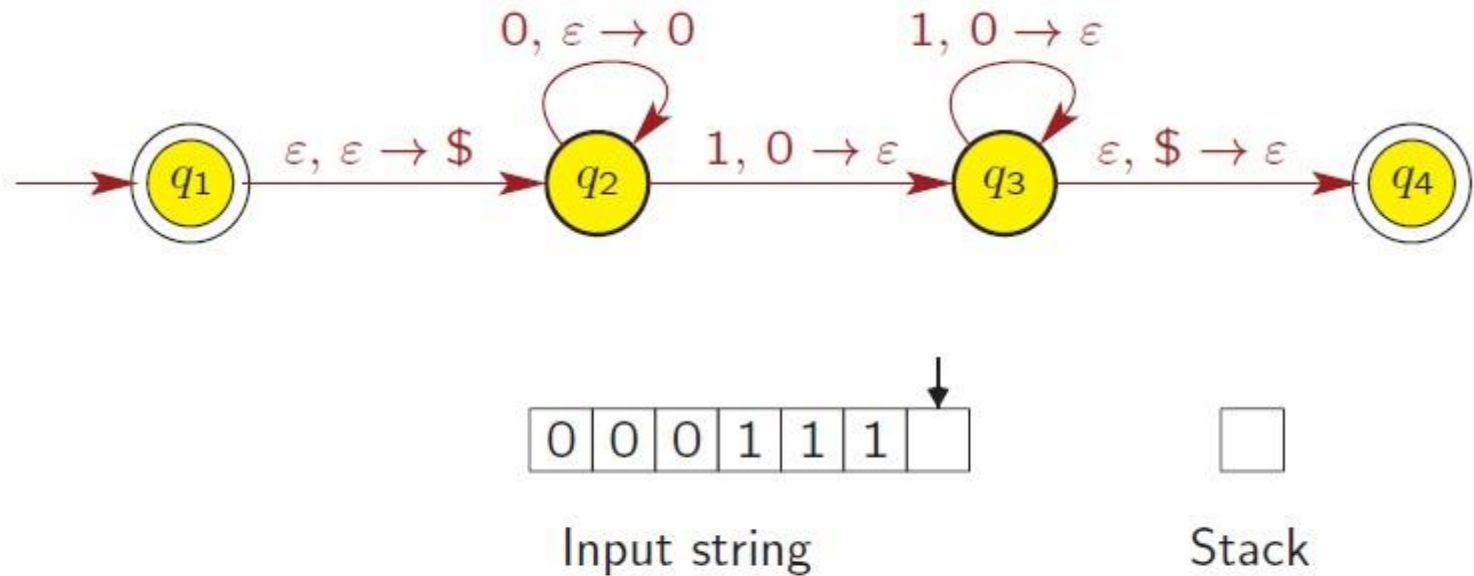 0, ε → 0 1, 0 → ε
q1 ε, ε → $ q2 1, 0 → ε q3 ε, $ → ε q4
0 0 0 1 1 1
Input string Stack